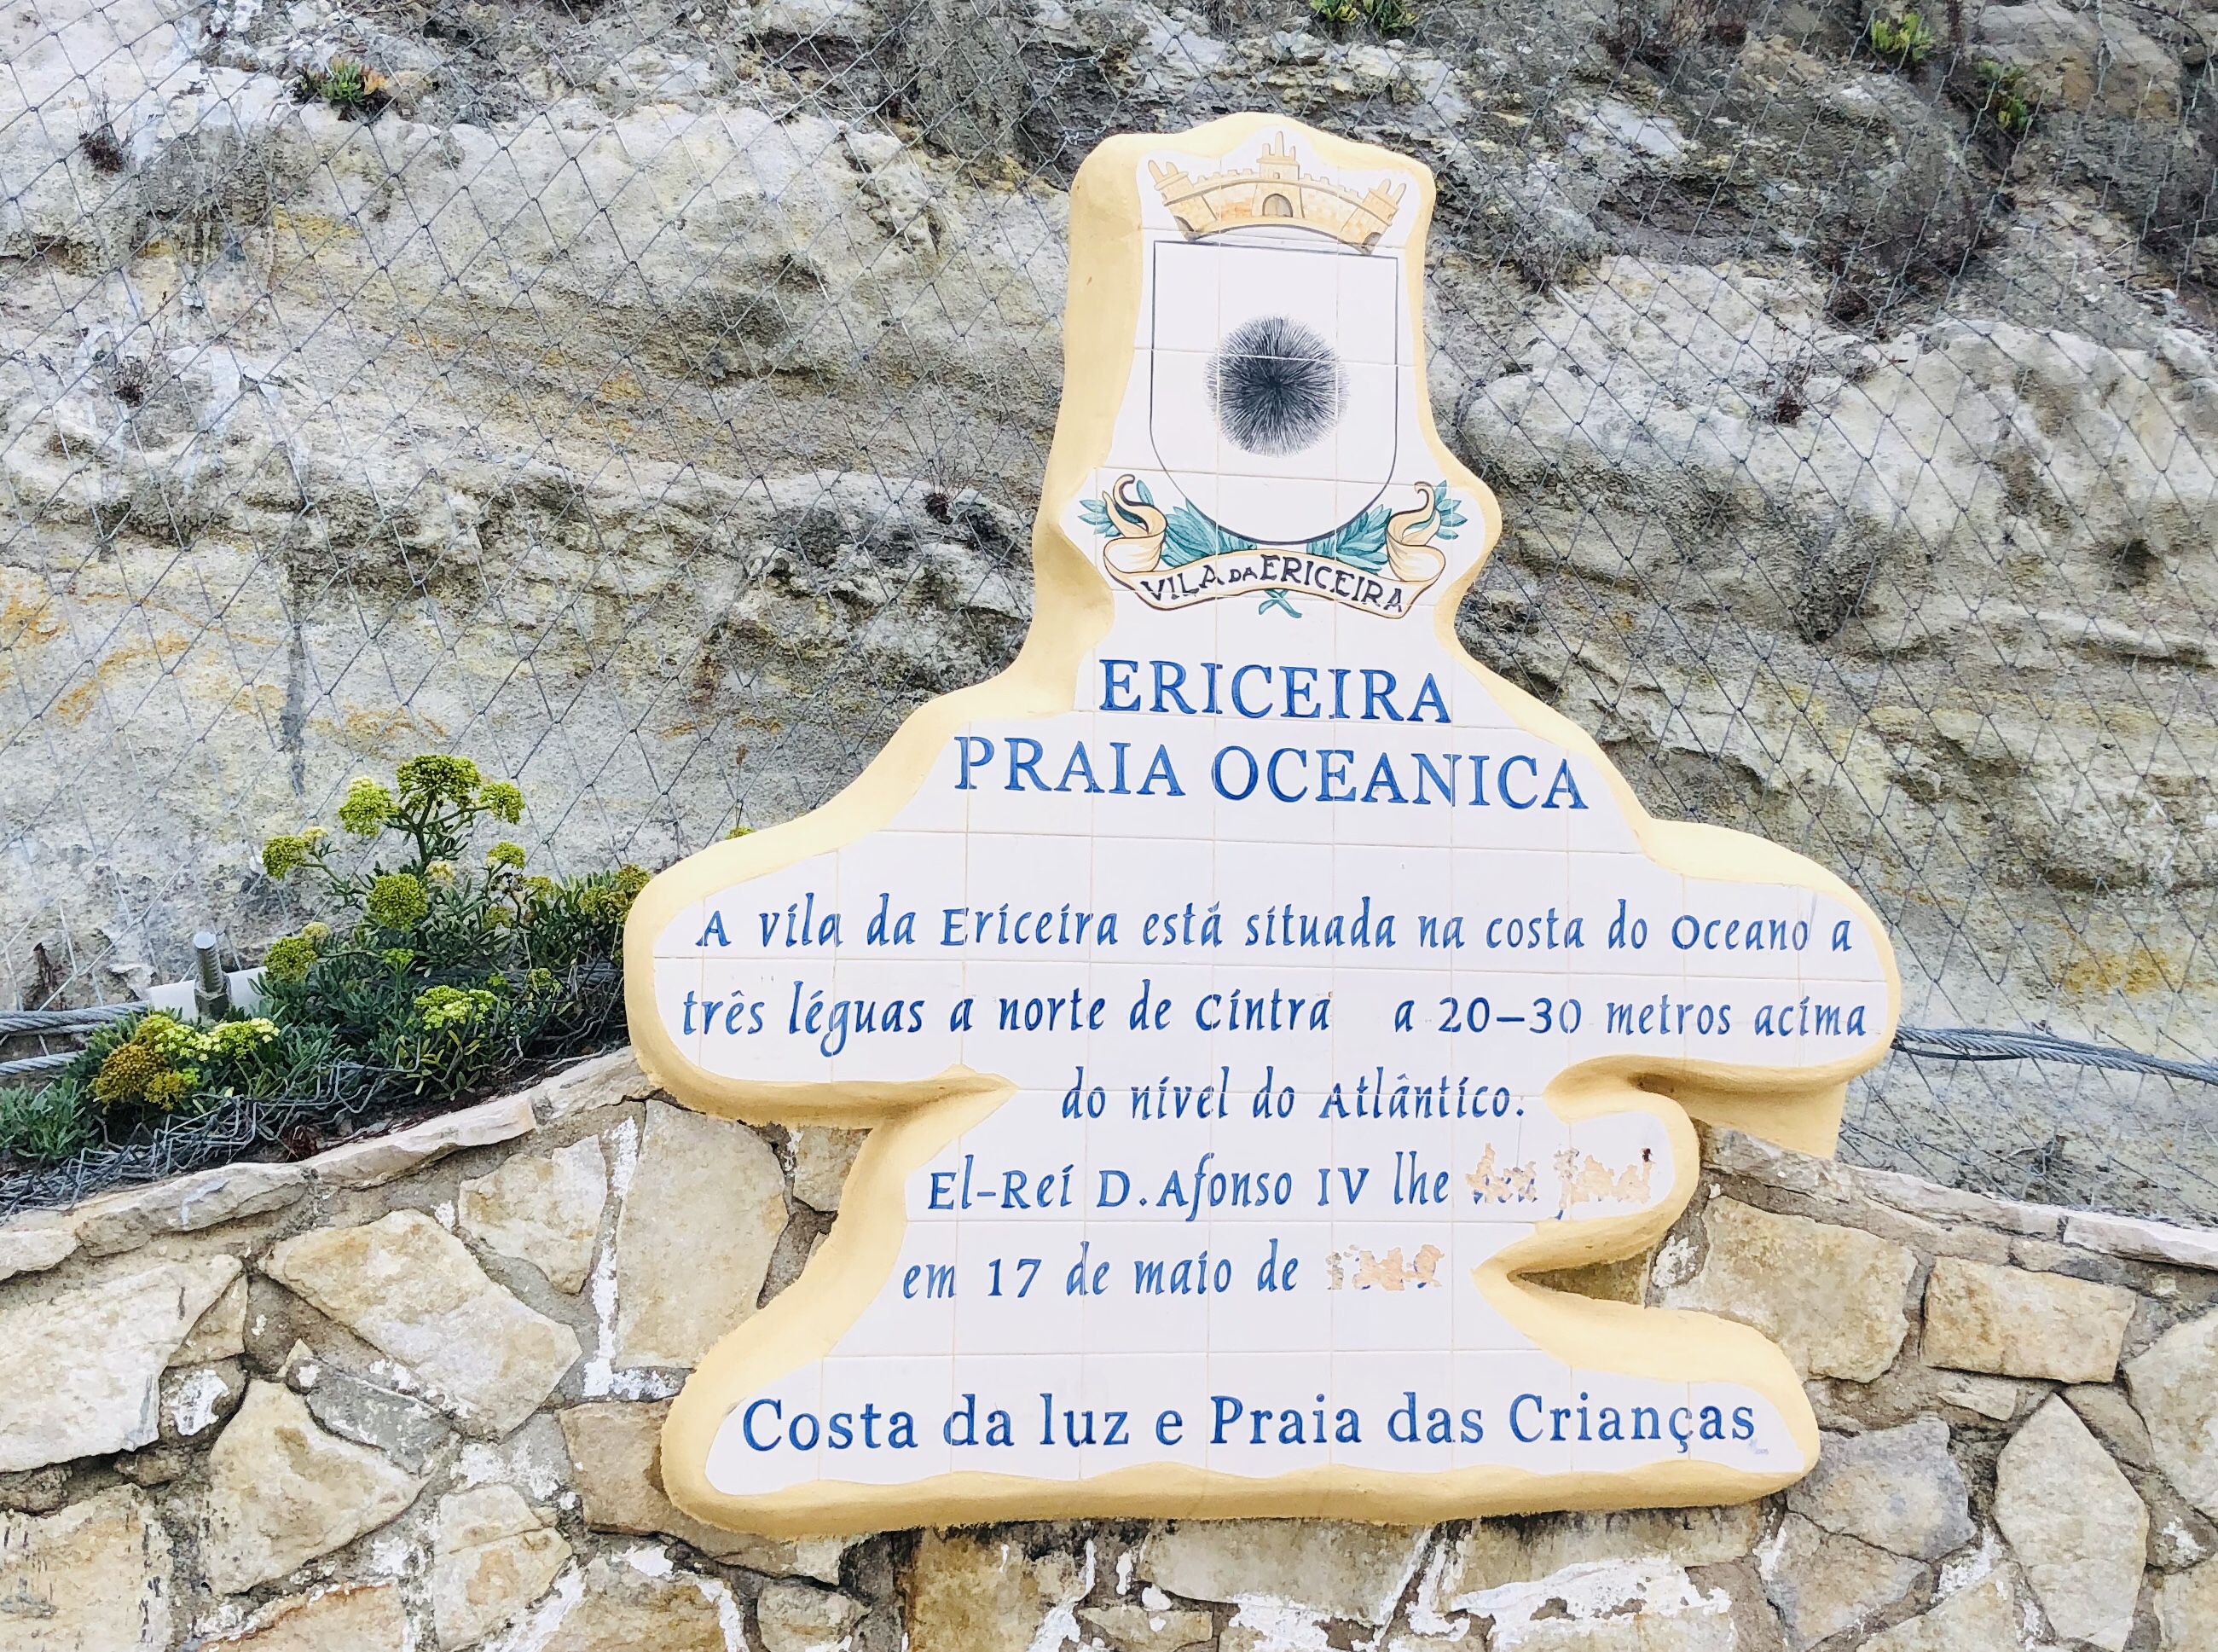 VILA DA ERICEIRA
ERICEIRA
PRAIA OCEANICA
A vila da Ericeira está situada na costa do Oceano a
três léguas a norte de Cintra a 20-30 metros acima
do nível do Atlântico.
El-Rei D. Afonso IV lhe
em 17 de maio de
Costa da luz e Praia das Crianças